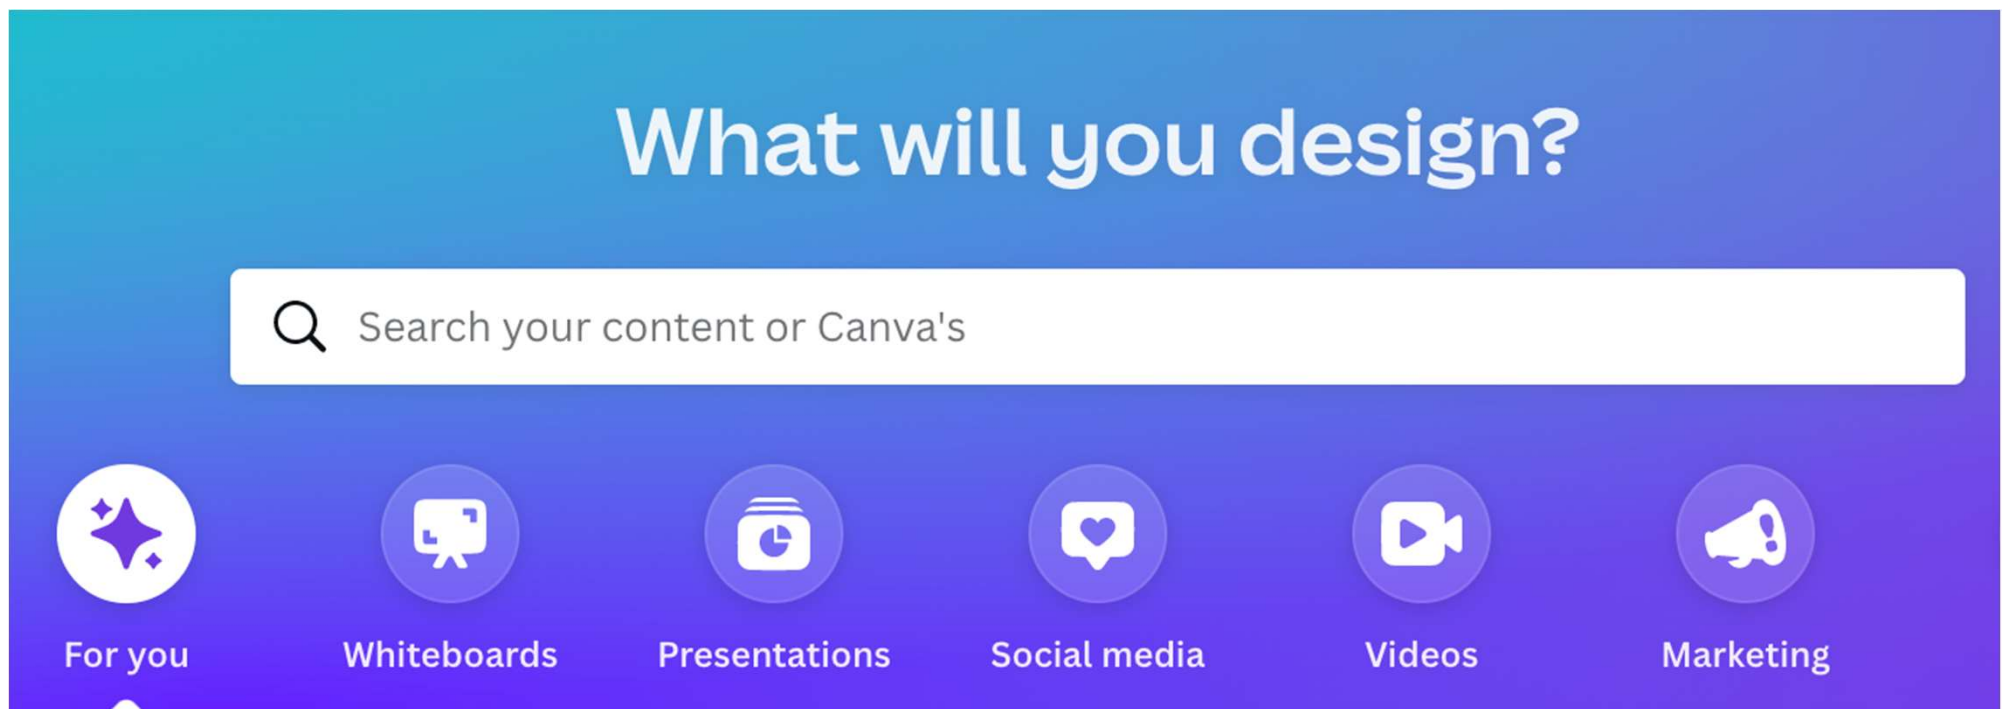 What will you design?
Search your content or Canva's
For you
Whiteboards
Presentations
Social media
Videos
Marketing